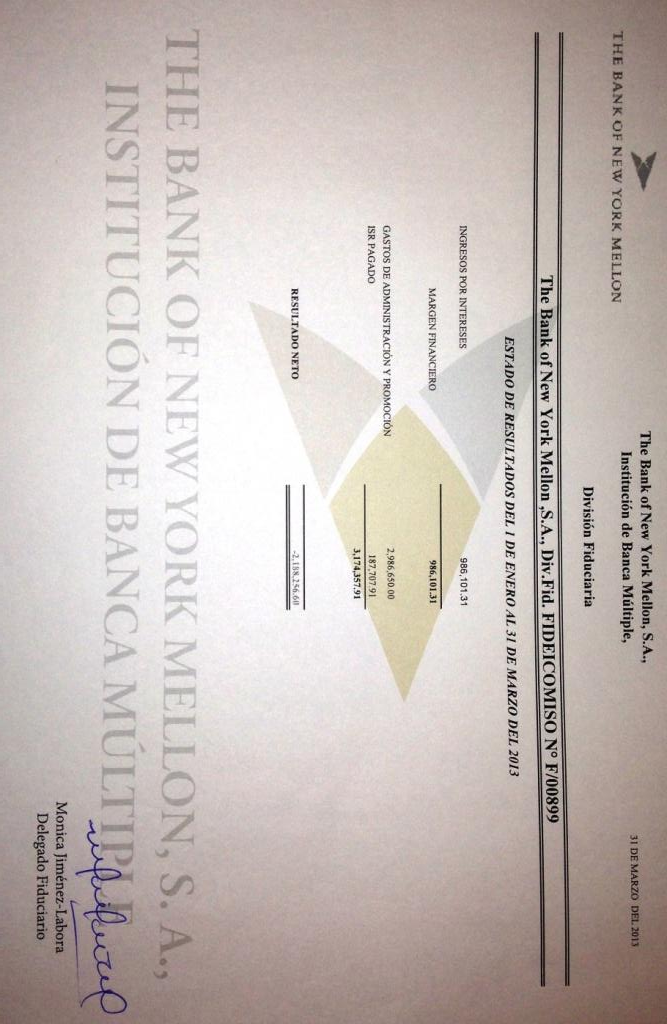 THE BANK OF NEW YORK MELLON
The Bank of New York Mellon, S.A.,
Institución de Banca Múltiple,
División Fiduciaria
31 DE MARZO DEL 2013
The Bank of New York Mellon ,S.A., Div.Fid. FIDEICOMISO N° F/00899
ESTADO DE RESULTADOS DEL 1 DE ENERO AL 31 DE MARZO DEL 2013
INGRESOS POR INTERESES 986,101.31
MARGEN FINANCIERO 986,101.31
GASTOS DE ADMINISTRACIÓN Y PROMOCIÓN 2,986,650.00
ISR PAGADO 187,707.91
3,174,357.91
RESULTADO NETO -2,188,256.60
THE BANK OF NEW YORK MELLON, S. A.,
INSTITUCIÓN DE BANCA MÚLTIPLE
Monica Jiménez-Labora
Delegado Fiduciario